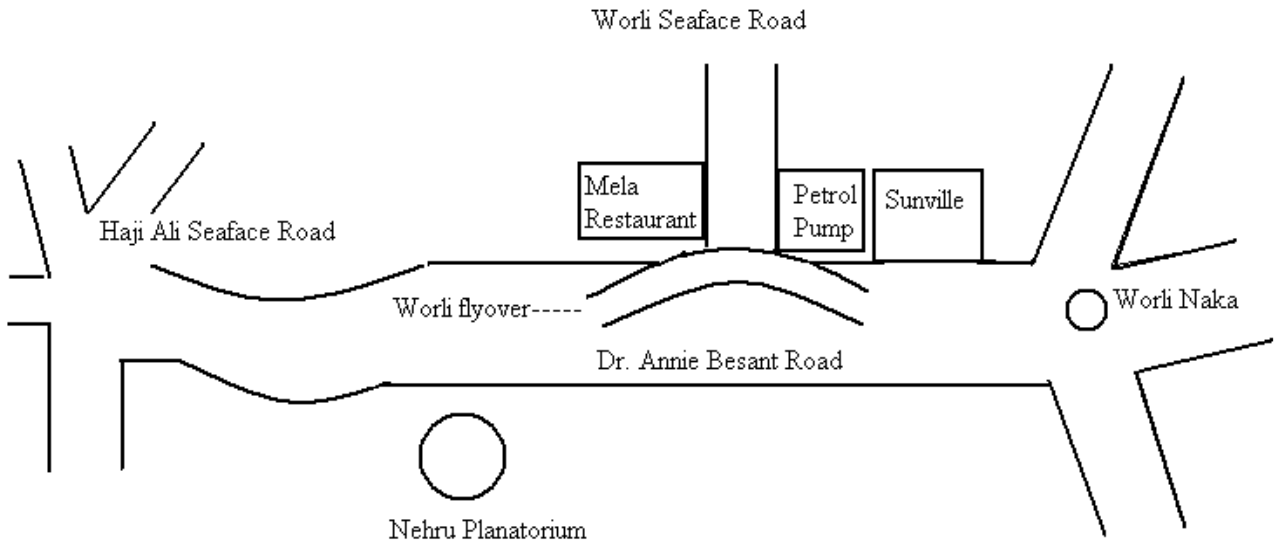 Worli Seaface Road
Mela
Restaurant
Petrol
Pump
Sunville
Haji Ali Seaface Road
Worli flyover-----
Worli Naka
Dr. Annie Besant Road
Nehru Planatorium